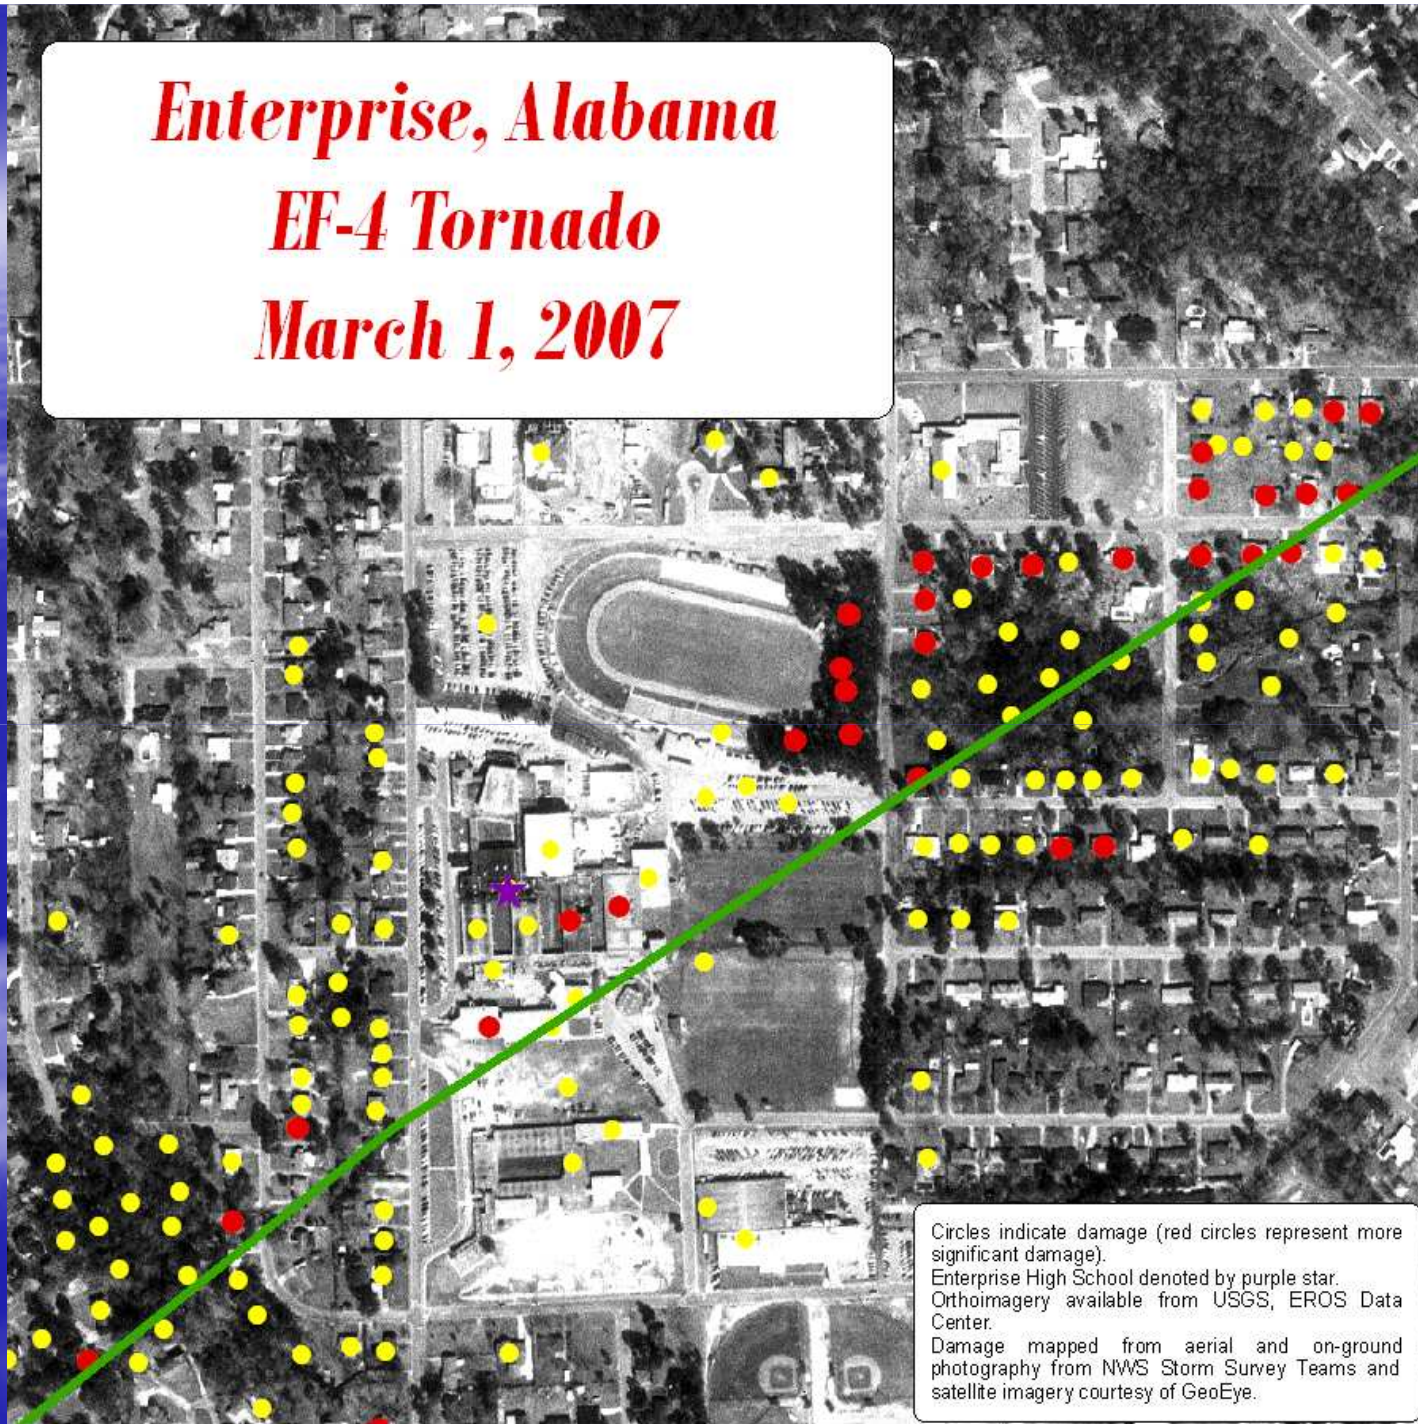 Enterprise, Alabama
EF-4 Tornado
March 1, 2007
Circles indicate damage (red circles represent more
significant damage).
Enterprise High School denoted by purple star.
Orthoimagery available from USGS, EROS Data
Center.
Damage mapped from aerial and on-ground
photography from NWS Storm Survey Teams and
satellite imagery courtesy of GeoEye.